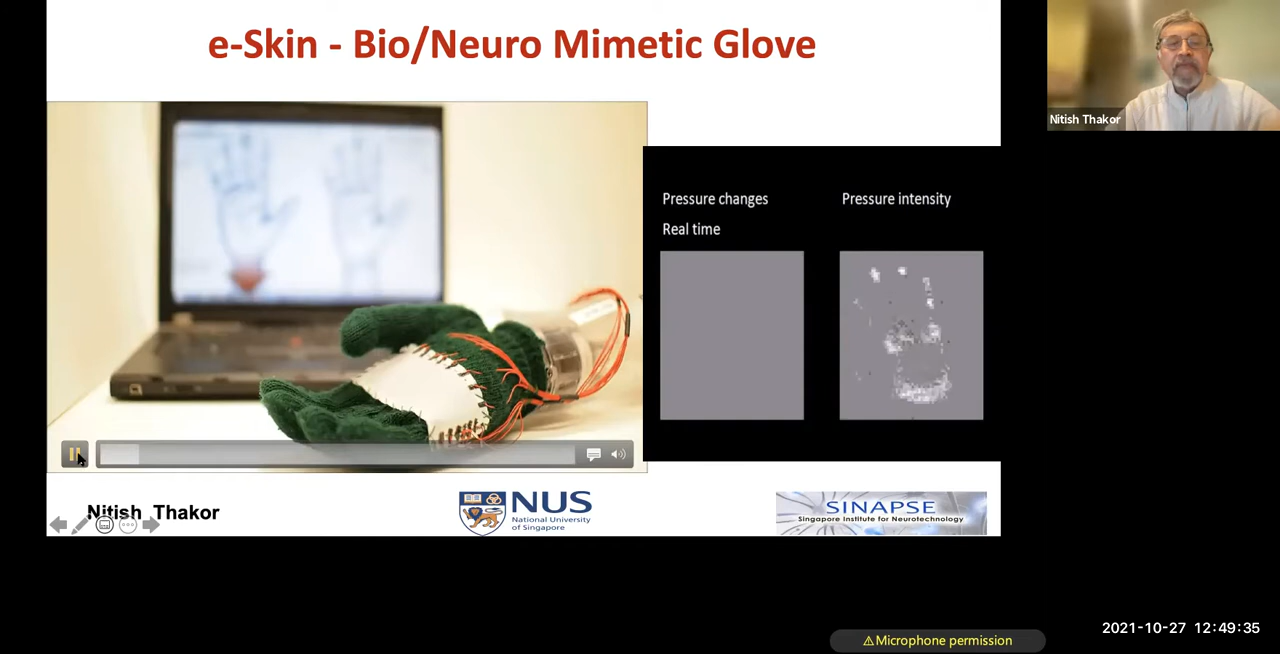 e-Skin - Bio/Neuro Mimetic Glove
Nitish Thakor
Pressure changes
Pressure intensity
Real time
Nitish Thakor
NUS
National University
of Singapore
SINAPSE
Singapore Institute for Neurotechnology
2021-10-27 12:49:35
⚠Microphone permission